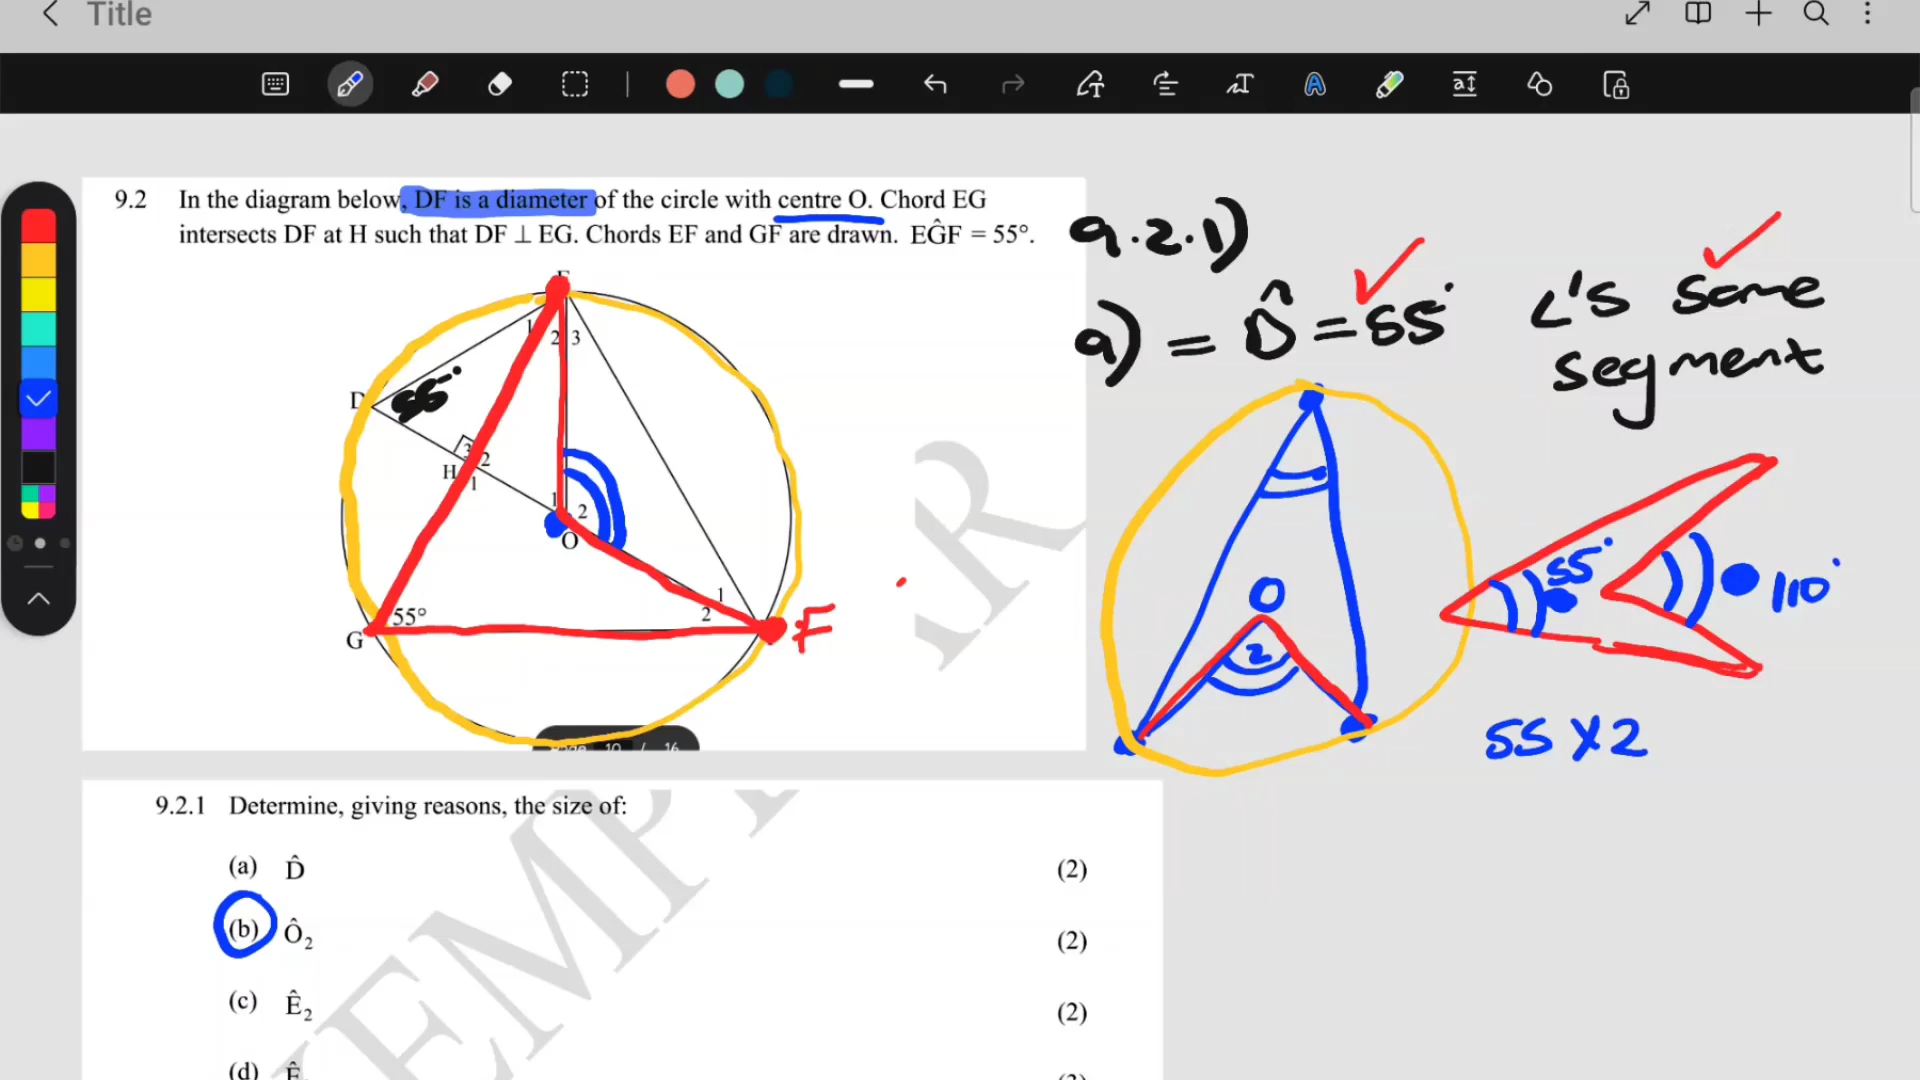 Title
9.2 In the diagram below, DF is a diameter of the circle with centre O. Chord EG
intersects DF at H such that DF ⊥ EG. Chords EF and GF are drawn. EĜF = 55°.
9.2.1)
a) = D̂ = 55° ∠'s same
segment
1 2 3
D 55°
3
H 2
1
1 2
O
1
2
G 55° F
O
2
55° 110°
55 × 2
Page 10 / 16
9.2.1 Determine, giving reasons, the size of:
(a) D̂ (2)
(b) Ô2 (2)
(c) Ê2 (2)